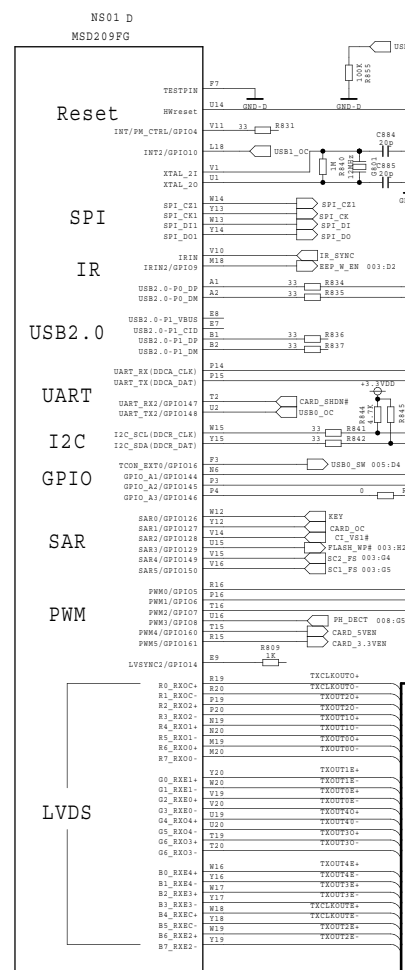 NS01 D
MSD209FG
USB
100K
R855
TESTPIN F7
GND-D GND-D
Reset
HWreset U14
INT/PM_CTRL/GPIO4 V11 33 R831
INT2/GPIO10 L18 USB1_OC
C884
20p
1M
R840
12MHz
G801
C885
20p
XTAL_2I V1
XTAL_2O U1
SPI
SPI_CZ1 W14 SPI_CZ1
SPI_CK1 Y13 SPI_CK
SPI_DI1 W13 SPI_DI
SPI_DO1 Y14 SPI_DO
IR
IRIN V10 IR_SYNC
IRIN2/GPIO9 M18 EEP_W_EN 003:D2
USB2.0-P0_DP A1 33 R834
USB2.0-P0_DM A2 33 R835
USB2.0
USB2.0-P1_VBUS E8
USB2.0-P1_CID E7
USB2.0-P1_DP B1 33 R836
USB2.0-P1_DM B2 33 R837
UART
UART_RX(DDCA_CLK) P14
UART_TX(DDCA_DAT) P15
+3.3VDD
UART_RX2/GPIO147 T2 CARD_SHDN#
UART_TX2/GPIO148 U2 USB0_OC
R844
4.7K
R845
I2C
I2C_SCL(DDCR_CLK) W15 33 R841
I2C_SDA(DDCR_DAT) Y15 33 R842
GPIO
TCON_EXT0/GPIO16 F3 USB0_SW 005:D4
GPIO_A1/GPIO144 N6
GPIO_A2/GPIO145 P3
GPIO_A3/GPIO146 P4 0 R
SAR
SAR0/GPIO126 W12 KEY
SAR1/GPIO127 Y12 CARD_OC
SAR2/GPIO128 V14 CI_VS1#
SAR3/GPIO129 U15 FLASH_WP# 003:H2
SAR4/GPIO149 V15 SC2_FS 003:G4
SAR5/GPIO150 V16 SC1_FS 003:G5
PWM
PWM0/GPIO5 R16
PWM1/GPIO6 P16
PWM2/GPIO7 T16
PWM3/GPIO8 U16 PH_DECT 008:G5
PWM4/GPIO160 T15 CARD_5VEN
PWM5/GPIO161 R15 CARD_3.3VEN
R809
1K
LVSYNC2/GPIO14 E9
LVDS
R0_RXOC+ R19 TXCLKOUTO+
R1_RXOC- R20 TXCLKOUTO-
R2_RXO2+ P19 TXOUT2O+
R3_RXO2- P20 TXOUT2O-
R4_RXO1+ N19 TXOUT1O+
R5_RXO1- N20 TXOUT1O-
R6_RXO0+ M19 TXOUT0O+
R7_RXO0- M20 TXOUT0O-
G0_RXE1+ Y20 TXOUT1E+
G1_RXE1- W20 TXOUT1E-
G2_RXE0+ V19 TXOUT0E+
G3_RXE0- V20 TXOUT0E-
G4_RXO4+ U19 TXOUT4O+
G5_RXO4- U20 TXOUT4O-
G6_RXO3+ T19 TXOUT3O+
G6_RXO3- T20 TXOUT3O-
B0_RXE4+ W16 TXOUT4E+
B1_RXE4- Y16 TXOUT4E-
B2_RXE3+ W17 TXOUT3E+
B3_RXE3- Y17 TXOUT3E-
B4_RXEC+ W18 TXCLKOUTE+
B5_RXEC- Y18 TXCLKOUTE-
B6_RXE2+ W19 TXOUT2E+
B7_RXE2- Y19 TXOUT2E-